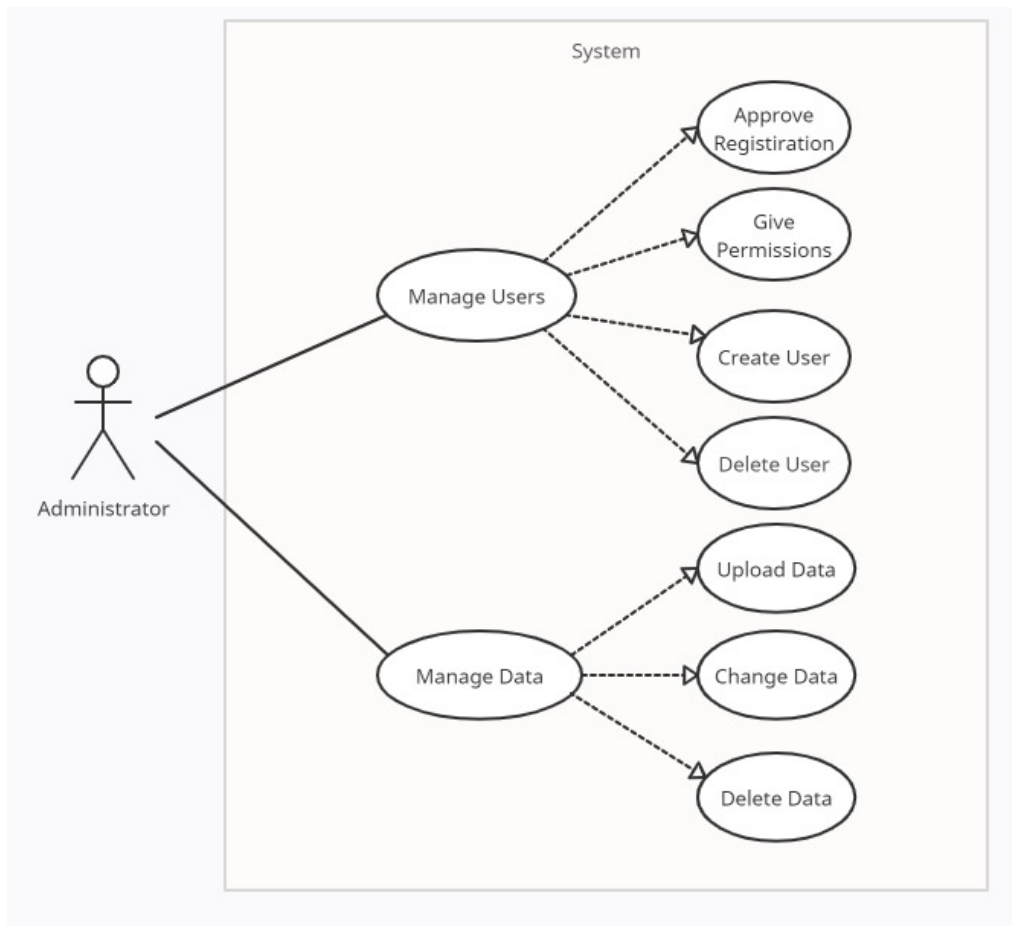 System
Approve
Registiration
Give
Permissions
Manage Users
Create User
Delete User
Administrator
Upload Data
Manage Data
Change Data
Delete Data